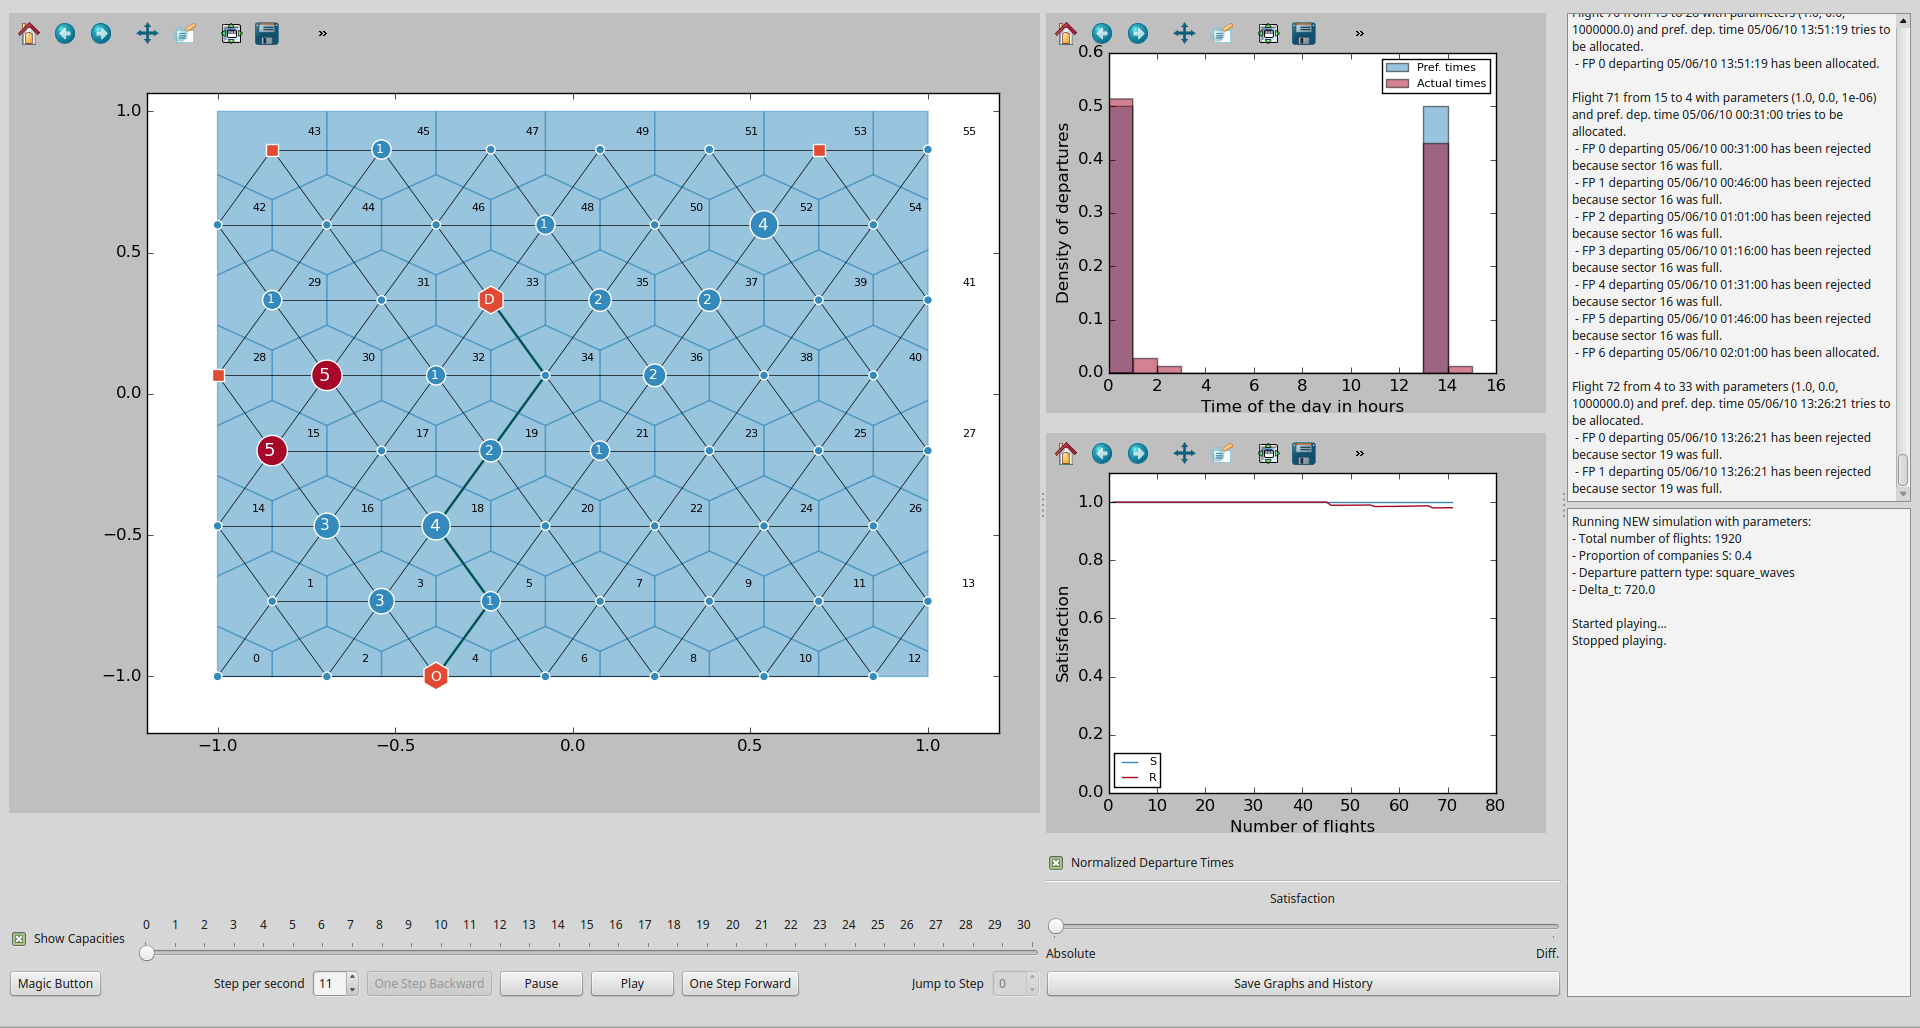 »
1.0
0.5
0.0
−0.5
−1.0
−1.0
−0.5
0.0
0.5
1.0
43 45 47 49 51 53 55
1
42 44 46 48 50 52 54
1 4
29 31 33 35 37 39 41
1 D 2 2
28 30 32 34 36 38 40
5 1 2
15 17 19 21 23 25 27
5 2 1
14 16 18 20 22 24 26
3 4
1 3 5 7 9 11 13
3 1
0 2 4 6 8 10 12
O
Show Capacities
0 1 2 3 4 5 6 7 8 9 10 11 12 13 14 15 16 17 18 19 20 21 22 23 24 25 26 27 28 29 30
Magic Button
Step per second 11
One Step Backward
Pause
Play
One Step Forward
Jump to Step 0
»
0.6
0.5
0.4
0.3
0.2
0.1
0.0
Density of departures
Pref. times
Actual times
0 2 4 6 8 10 12 14 16
Time of the day in hours
»
1.0
0.8
0.6
0.4
0.2
0.0
Satisfaction
S
R
0 10 20 30 40 50 60 70 80
Number of flights
Normalized Departure Times
Satisfaction
Absolute Diff.
Save Graphs and History
Flight 70 from 15 to 28 with parameters (1.0, 0.0,
1000000.0) and pref. dep. time 05/06/10 13:51:19 tries to
be allocated.
- FP 0 departing 05/06/10 13:51:19 has been allocated.
Flight 71 from 15 to 4 with parameters (1.0, 0.0, 1e-06)
and pref. dep. time 05/06/10 00:31:00 tries to be
allocated.
- FP 0 departing 05/06/10 00:31:00 has been rejected
because sector 16 was full.
- FP 1 departing 05/06/10 00:46:00 has been rejected
because sector 16 was full.
- FP 2 departing 05/06/10 01:01:00 has been rejected
because sector 16 was full.
- FP 3 departing 05/06/10 01:16:00 has been rejected
because sector 16 was full.
- FP 4 departing 05/06/10 01:31:00 has been rejected
because sector 16 was full.
- FP 5 departing 05/06/10 01:46:00 has been rejected
because sector 16 was full.
- FP 6 departing 05/06/10 02:01:00 has been allocated.
Flight 72 from 4 to 33 with parameters (1.0, 0.0,
1000000.0) and pref. dep. time 05/06/10 13:26:21 tries to
be allocated.
- FP 0 departing 05/06/10 13:26:21 has been rejected
because sector 19 was full.
- FP 1 departing 05/06/10 13:26:21 has been rejected
because sector 19 was full.
Running NEW simulation with parameters:
- Total number of flights: 1920
- Proportion of companies S: 0.4
- Departure pattern type: square_waves
- Delta_t: 720.0
Started playing...
Stopped playing.